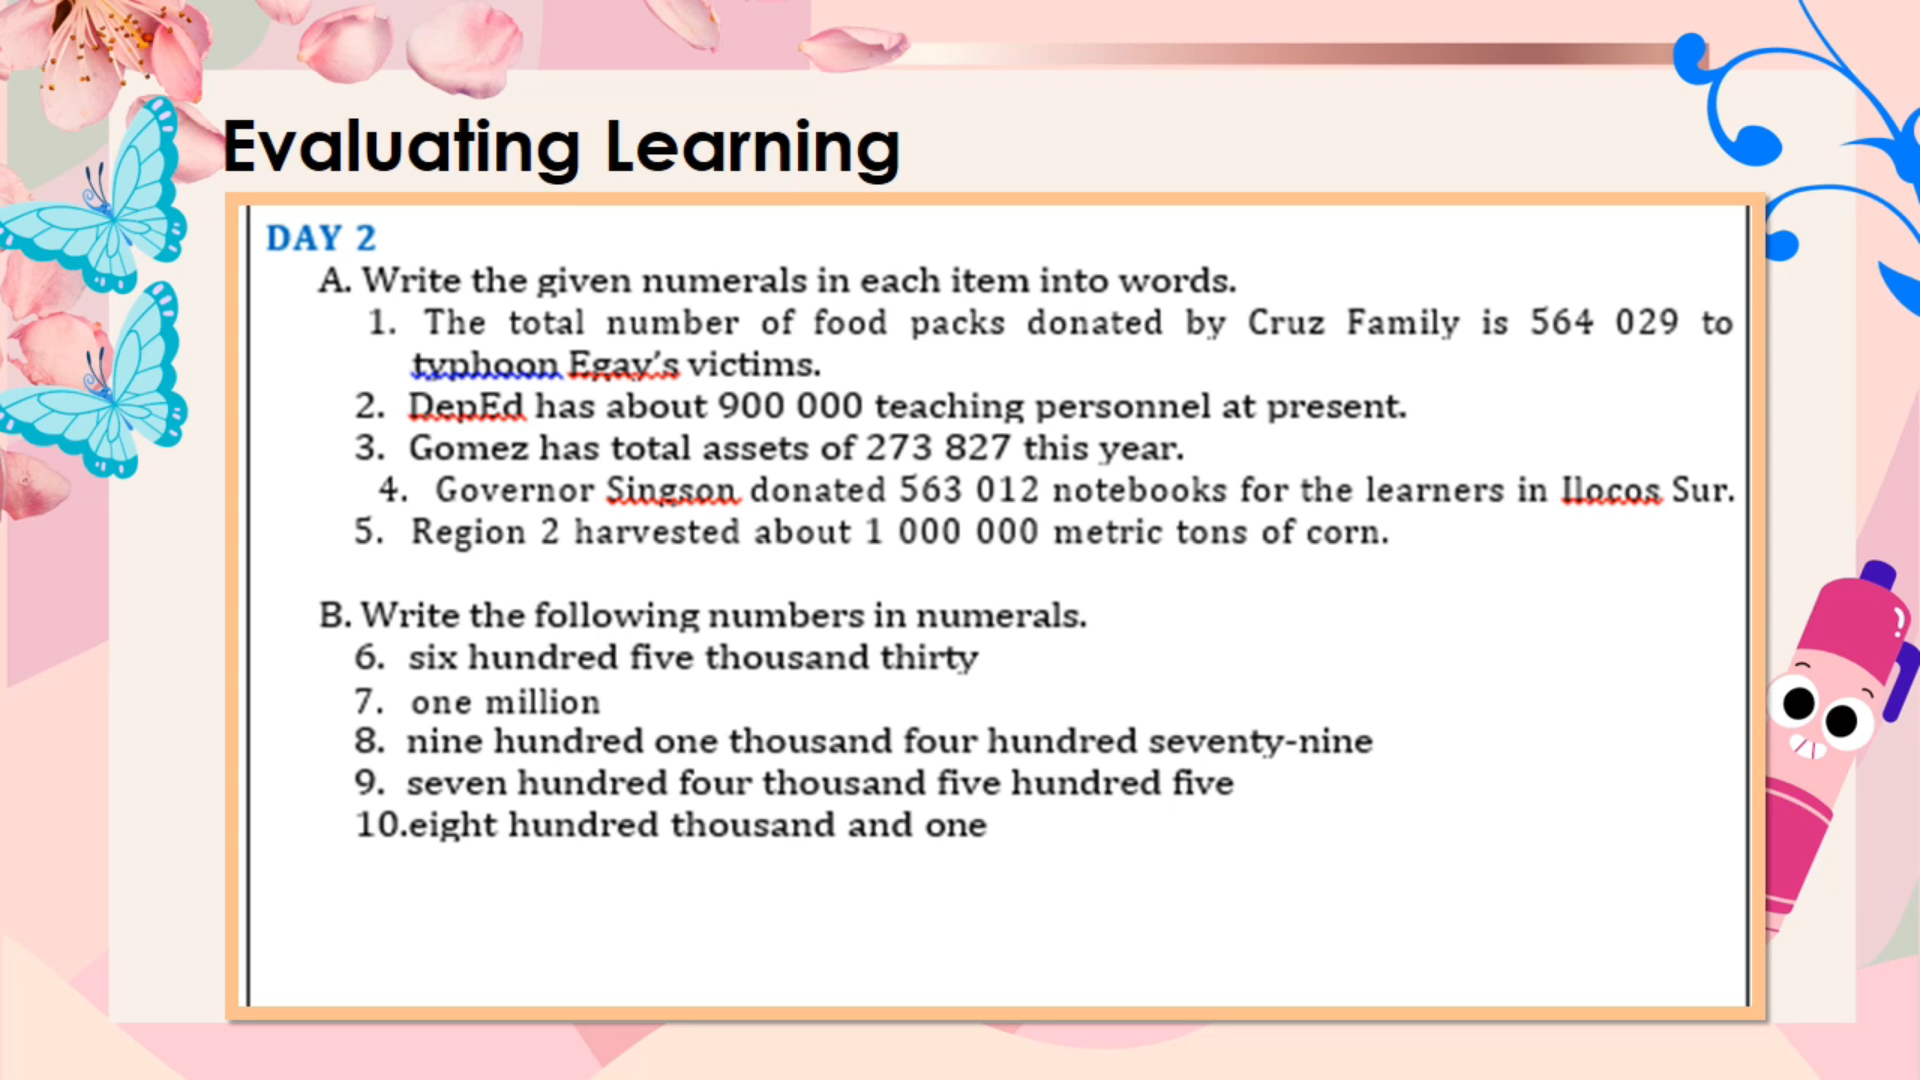 Evaluating Learning
DAY 2
A. Write the given numerals in each item into words.
1. The total number of food packs donated by Cruz Family is 564 029 to
typhoon Egay's victims.
2. DepEd has about 900 000 teaching personnel at present.
3. Gomez has total assets of 273 827 this year.
4. Governor Singson donated 563 012 notebooks for the learners in Ilocos Sur.
5. Region 2 harvested about 1 000 000 metric tons of corn.
B. Write the following numbers in numerals.
6. six hundred five thousand thirty
7. one million
8. nine hundred one thousand four hundred seventy-nine
9. seven hundred four thousand five hundred five
10.eight hundred thousand and one